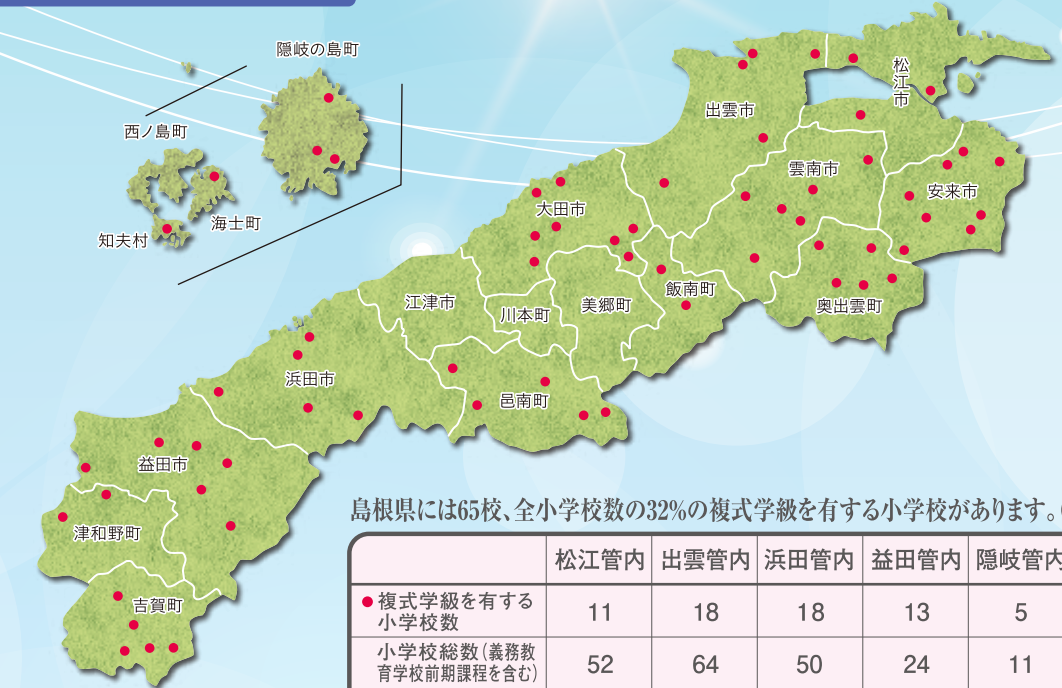 隠岐の島町
西ノ島町
海士町
知夫村
松江市
出雲市
雲南市
安来市
大田市
飯南町
奥出雲町
江津市
川本町
美郷町
浜田市
邑南町
益田市
津和野町
吉賀町
島根県には65校、全小学校数の32%の複式学級を有する小学校があります。
松江管内 出雲管内 浜田管内 益田管内 隠岐管内
複式学級を有する
小学校数 11 18 18 13 5
小学校総数(義務教
育学校前期課程を含む) 52 64 50 24 11